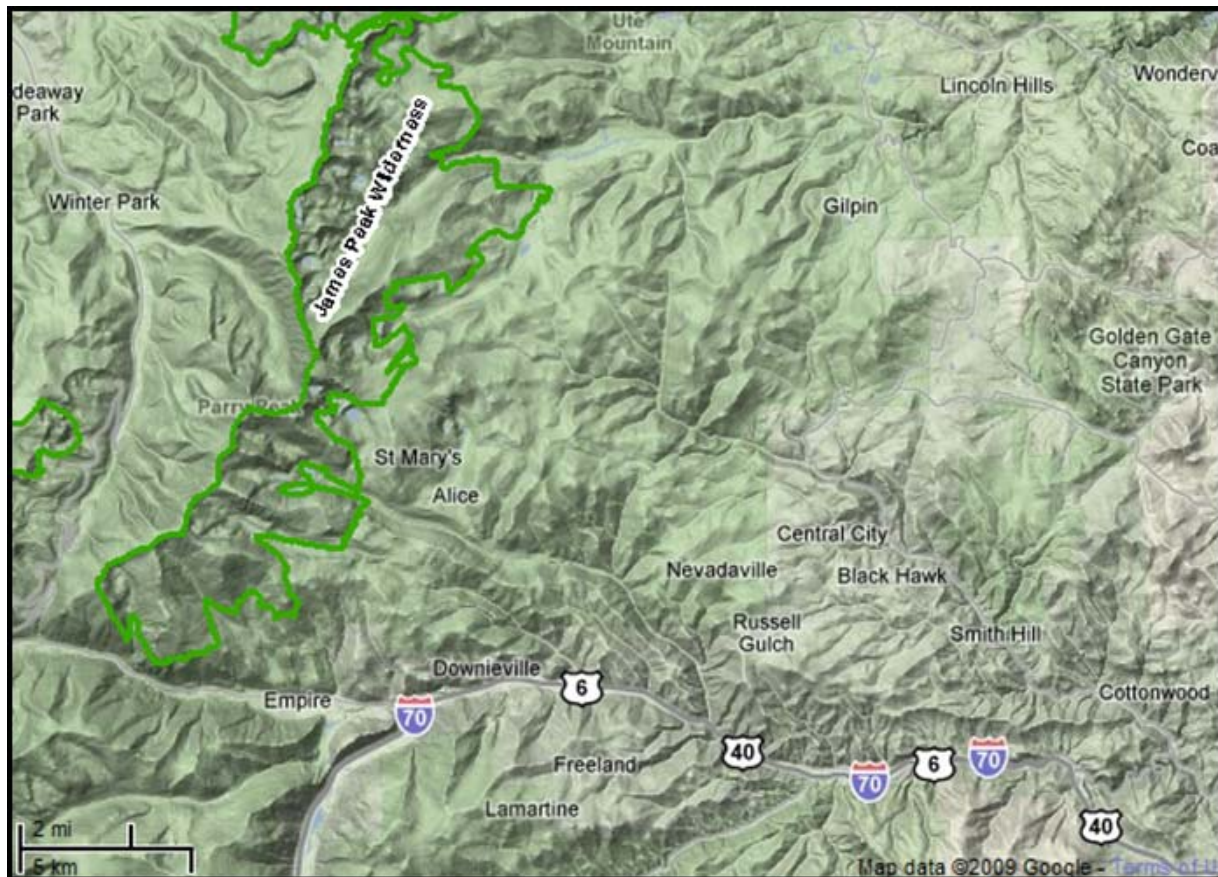 Ute
Mountain
Lincoln Hills
Wonderv
deaway
Park
Coa
James Peak Wilderness
Winter Park
Gilpin
Golden Gate
Canyon
State Park
Parry Peak
St Mary's
Alice
Central City
Nevadaville
Black Hawk
Russell
Gulch
Smith Hill
Downieville
6
Empire
70
Cottonwood
40
Freeland
70
6
70
Lamartine
40
2 mi
5 km
Map data ©2009 Google - Terms of U